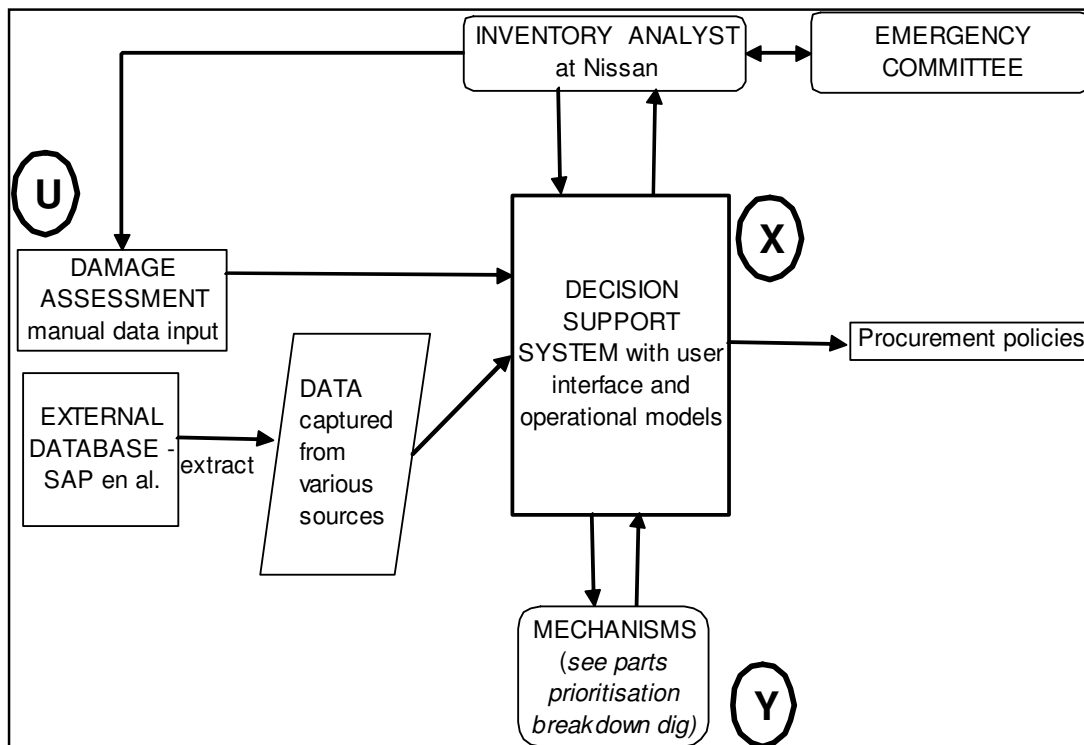 INVENTORY ANALYST
at Nissan
EMERGENCY
COMMITTEE
U
X
DAMAGE
ASSESSMENT
manual data input
DECISION
SUPPORT
SYSTEM with user
interface and
operational models
Procurement policies
EXTERNAL
DATABASE -
SAP en al.
extract
DATA
captured
from
various
sources
MECHANISMS
(see parts
prioritisation
breakdown dig)
Y